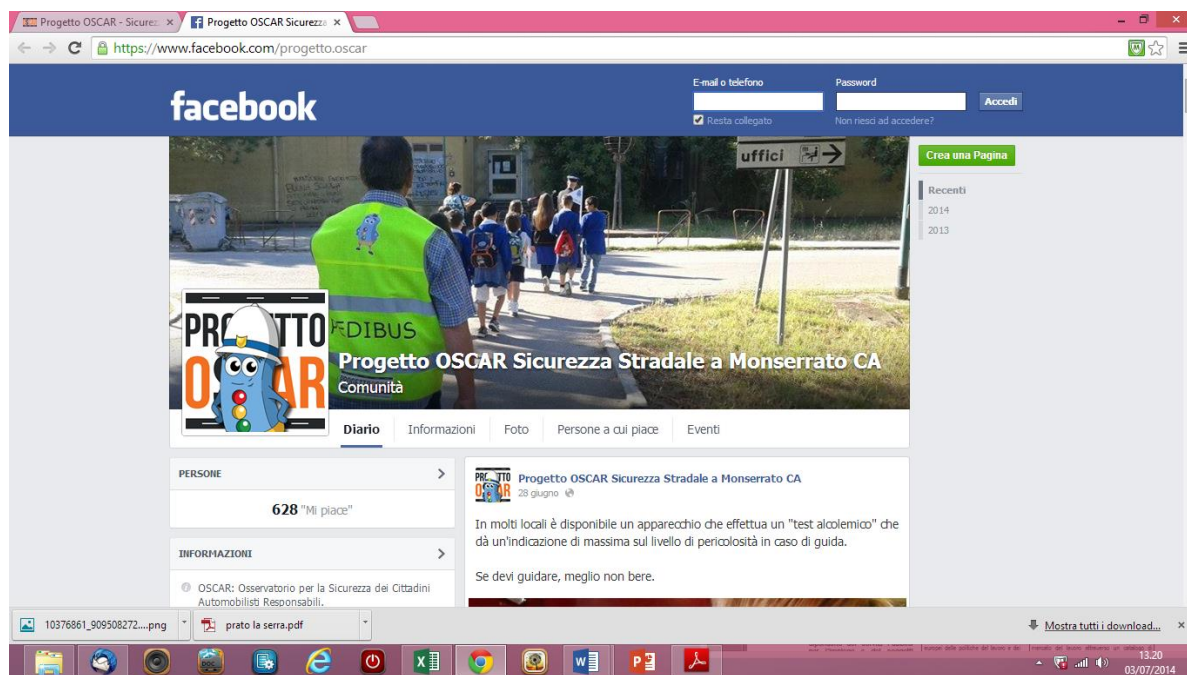 Progetto OSCAR - Sicurez
Progetto OSCAR Sicurezza
https://www.facebook.com/progetto.oscar
facebook
E-mail o telefono
Password
Accedi
Resta collegato
Non riesci ad accedere?
uffici
Crea una Pagina
Recenti
2014
2013
EDIBUS
PROGETTO
OSCAR
Progetto OSCAR Sicurezza Stradale a Monserrato CA
Comunità
Diario Informazioni Foto Persone a cui piace Eventi
PERSONE
628 "Mi piace"
INFORMAZIONI
OSCAR: Osservatorio per la Sicurezza dei Cittadini
Automobilisti Responsabili.
Progetto OSCAR Sicurezza Stradale a Monserrato CA
28 giugno
In molti locali è disponibile un apparecchio che effettua un "test alcolemico" che
dà un'indicazione di massima sul livello di pericolosità in caso di guida.
Se devi guidare, meglio non bere.
10376861_909508272....png
prato la serra.pdf
Mostra tutti i download...
13.20
03/07/2014